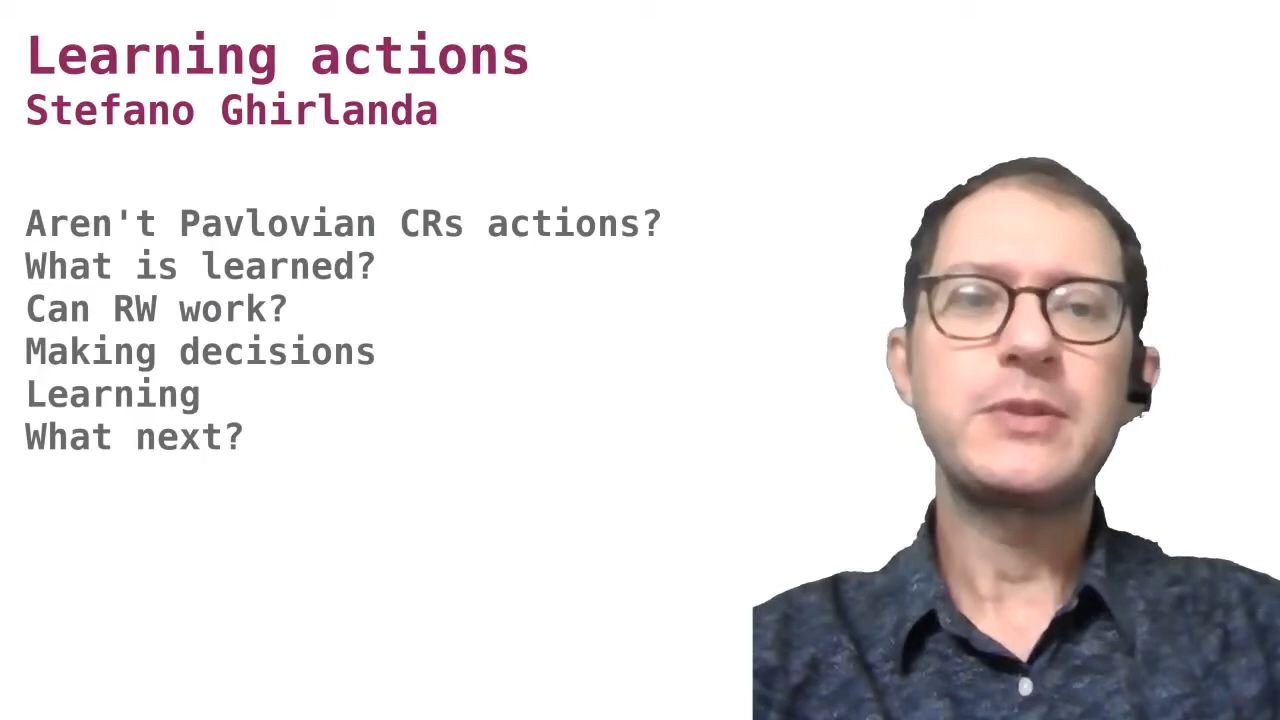 Learning actions
Stefano Ghirlanda
Aren't Pavlovian CRs actions?
What is learned?
Can RW work?
Making decisions
Learning
What next?